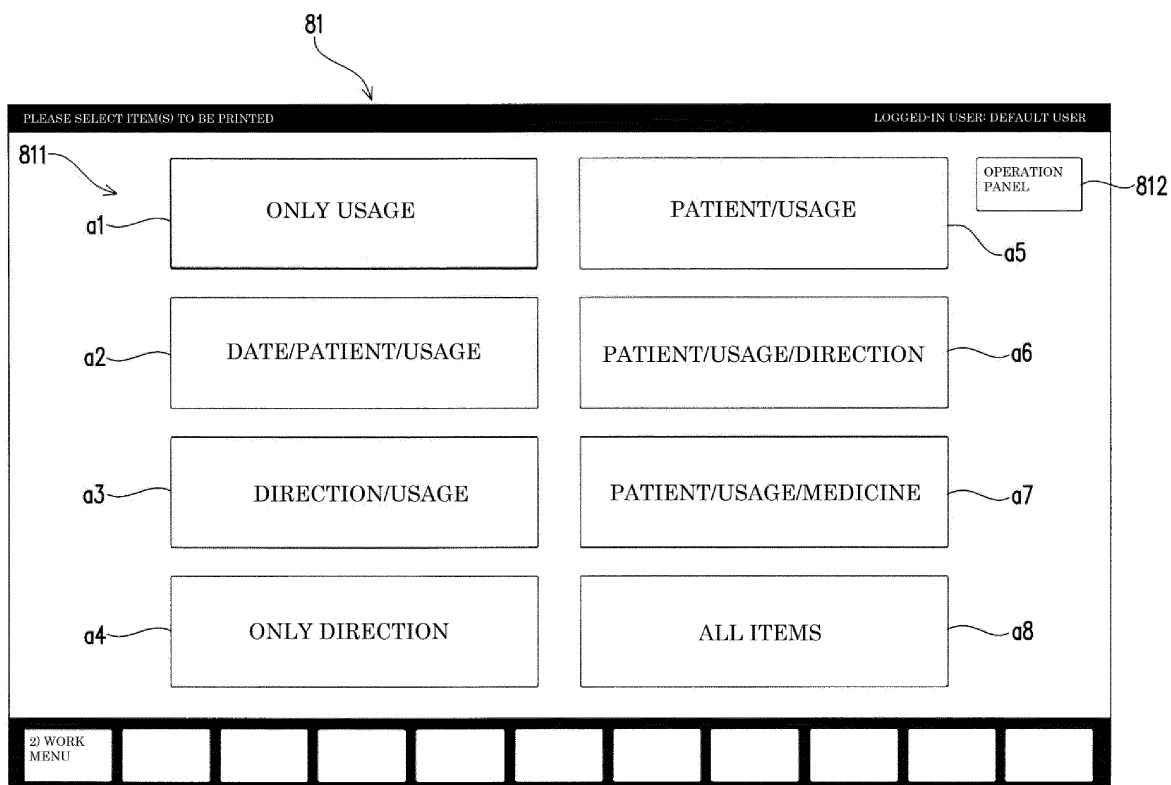 81
PLEASE SELECT ITEM(S) TO BE PRINTED
LOGGED-IN USER: DEFAULT USER
811
a1
ONLY USAGE
PATIENT/USAGE
a5
OPERATION
PANEL
812
a2
DATE/PATIENT/USAGE
PATIENT/USAGE/DIRECTION
a6
a3
DIRECTION/USAGE
PATIENT/USAGE/MEDICINE
a7
a4
ONLY DIRECTION
ALL ITEMS
a8
2) WORK
MENU